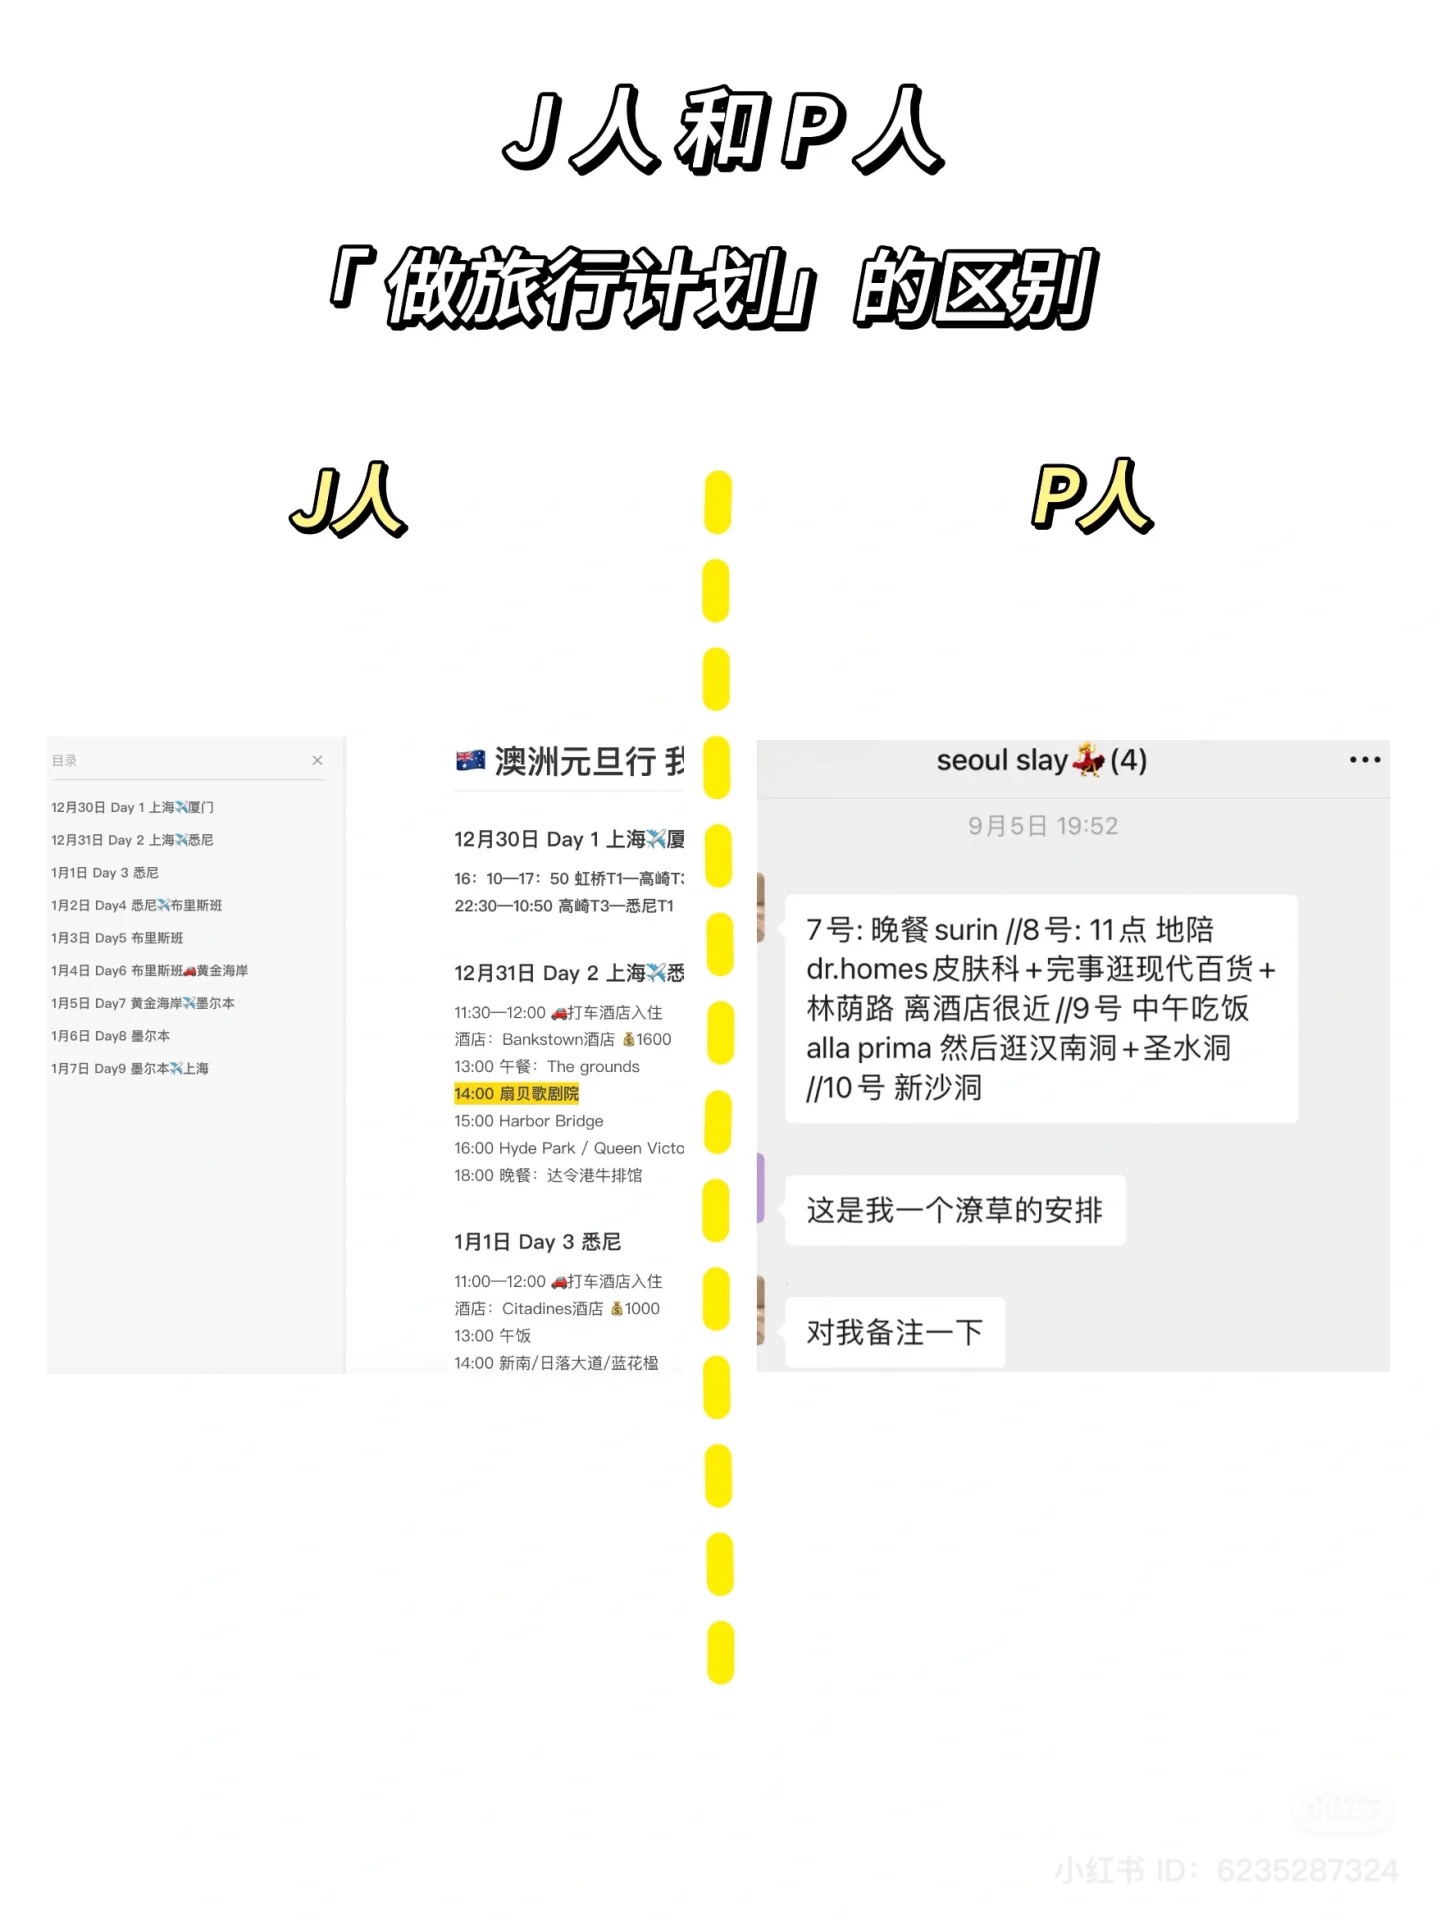 J人和P人
「做旅行计划」的区别
J人
P人
目录
12月30日 Day 1 上海✈️厦门
12月31日 Day 2 上海✈️悉尼
1月1日 Day 3 悉尼
1月2日 Day4 悉尼✈️布里斯班
1月3日 Day5 布里斯班
1月4日 Day6 布里斯班🚗黄金海岸
1月5日 Day7 黄金海岸✈️墨尔本
1月6日 Day8 墨尔本
1月7日 Day9 墨尔本✈️上海
🇦🇺 澳洲元旦行 我
12月30日 Day 1 上海✈️厦
16：10—17：50 虹桥T1—高崎T3
22:30—10:50 高崎T3—悉尼T1
12月31日 Day 2 上海✈️悉
11:30—12:00 🚗打车酒店入住
酒店：Bankstown酒店 💰1600
13:00 午餐：The grounds
14:00 扇贝歌剧院
15:00 Harbor Bridge
16:00 Hyde Park / Queen Victo
18:00 晚餐：达令港牛排馆
1月1日 Day 3 悉尼
11:00—12:00 🚗打车酒店入住
酒店：Citadines酒店 💰1000
13:00 午饭
14:00 新南/日落大道/蓝花楹
seoul slay💃(4)
9月5日 19:52
7号: 晚餐 surin //8号: 11点 地陪
dr.homes皮肤科+完事逛现代百货+
林荫路 离酒店很近 //9号 中午吃饭
alla prima 然后逛汉南洞+圣水洞
//10号 新沙洞
这是我一个潦草的安排
对我备注一下
小红书
小红书 ID：6235287324